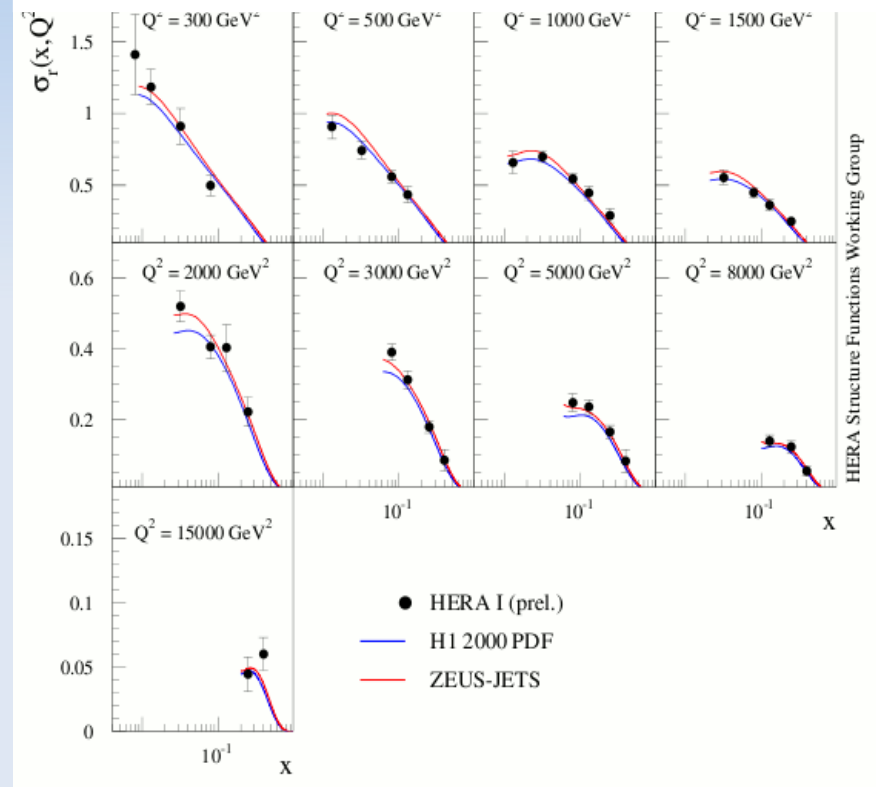 σr(x,Q²
Q² = 300 GeV²
Q² = 500 GeV²
Q² = 1000 GeV²
Q² = 1500 GeV²
1.5
1
0.5
Q² = 2000 GeV²
Q² = 3000 GeV²
Q² = 5000 GeV²
Q² = 8000 GeV²
0.6
0.4
0.2
10⁻¹
10⁻¹
10⁻¹
x
Q² = 15000 GeV²
0.15
0.1
0.05
0
10⁻¹
x
HERA I (prel.)
H1 2000 PDF
ZEUS-JETS
HERA Structure Functions Working Group